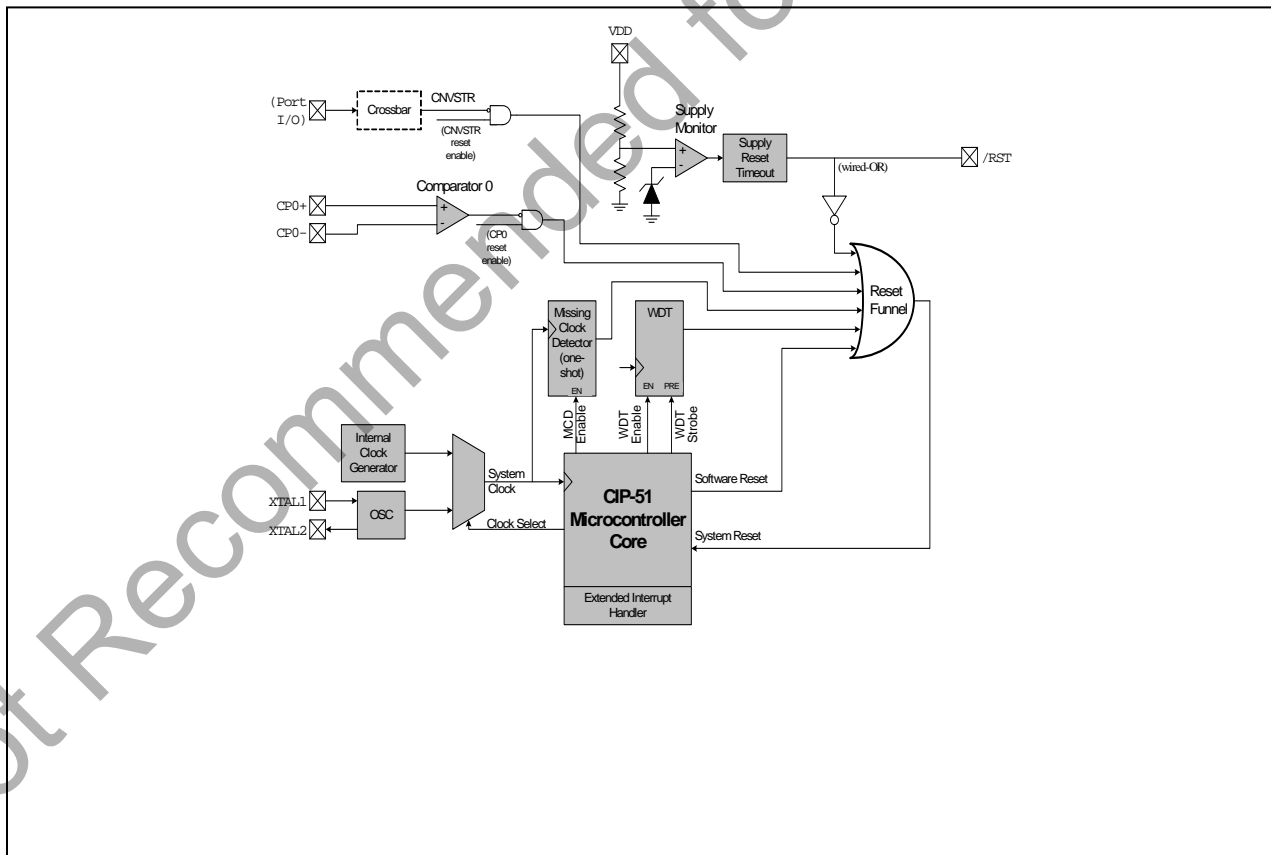 VDD
(Port
I/O)
Crossbar
CNVSTR
(CNVSTR
reset
enable)
Supply
Monitor
+
-
Supply
Reset
Timeout
(wired-OR)
/RST
Comparator 0
CP0+
CP0-
+
-
(CP0
reset
enable)
Reset
Funnel
Missing
Clock
Detector
(one-
shot)
EN
WDT
EN
PRE
MCD
Enable
WDT
Enable
WDT
Strobe
Internal
Clock
Generator
System
Clock
XTAL1
XTAL2
OSC
Clock Select
CIP-51
Microcontroller
Core
Software Reset
System Reset
Extended Interrupt
Handler
ot Recommended fo